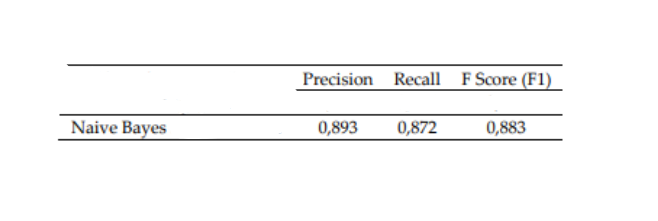 Precision Recall F Score (F1)
Naive Bayes 0,893 0,872 0,883